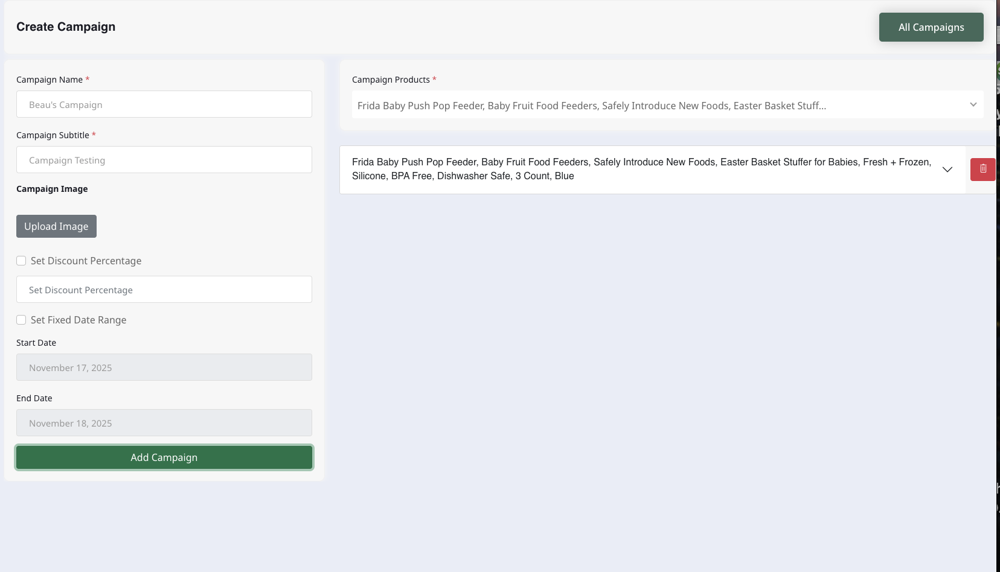 Create Campaign
All Campaigns
Campaign Name *
Beau's Campaign
Campaign Subtitle *
Campaign Testing
Campaign Image
Upload Image
Set Discount Percentage
Set Discount Percentage
Set Fixed Date Range
Start Date
November 17, 2025
End Date
November 18, 2025
Add Campaign
Campaign Products *
Frida Baby Push Pop Feeder, Baby Fruit Food Feeders, Safely Introduce New Foods, Easter Basket Stuff...
Frida Baby Push Pop Feeder, Baby Fruit Food Feeders, Safely Introduce New Foods, Easter Basket Stuffer for Babies, Fresh + Frozen,
Silicone, BPA Free, Dishwasher Safe, 3 Count, Blue